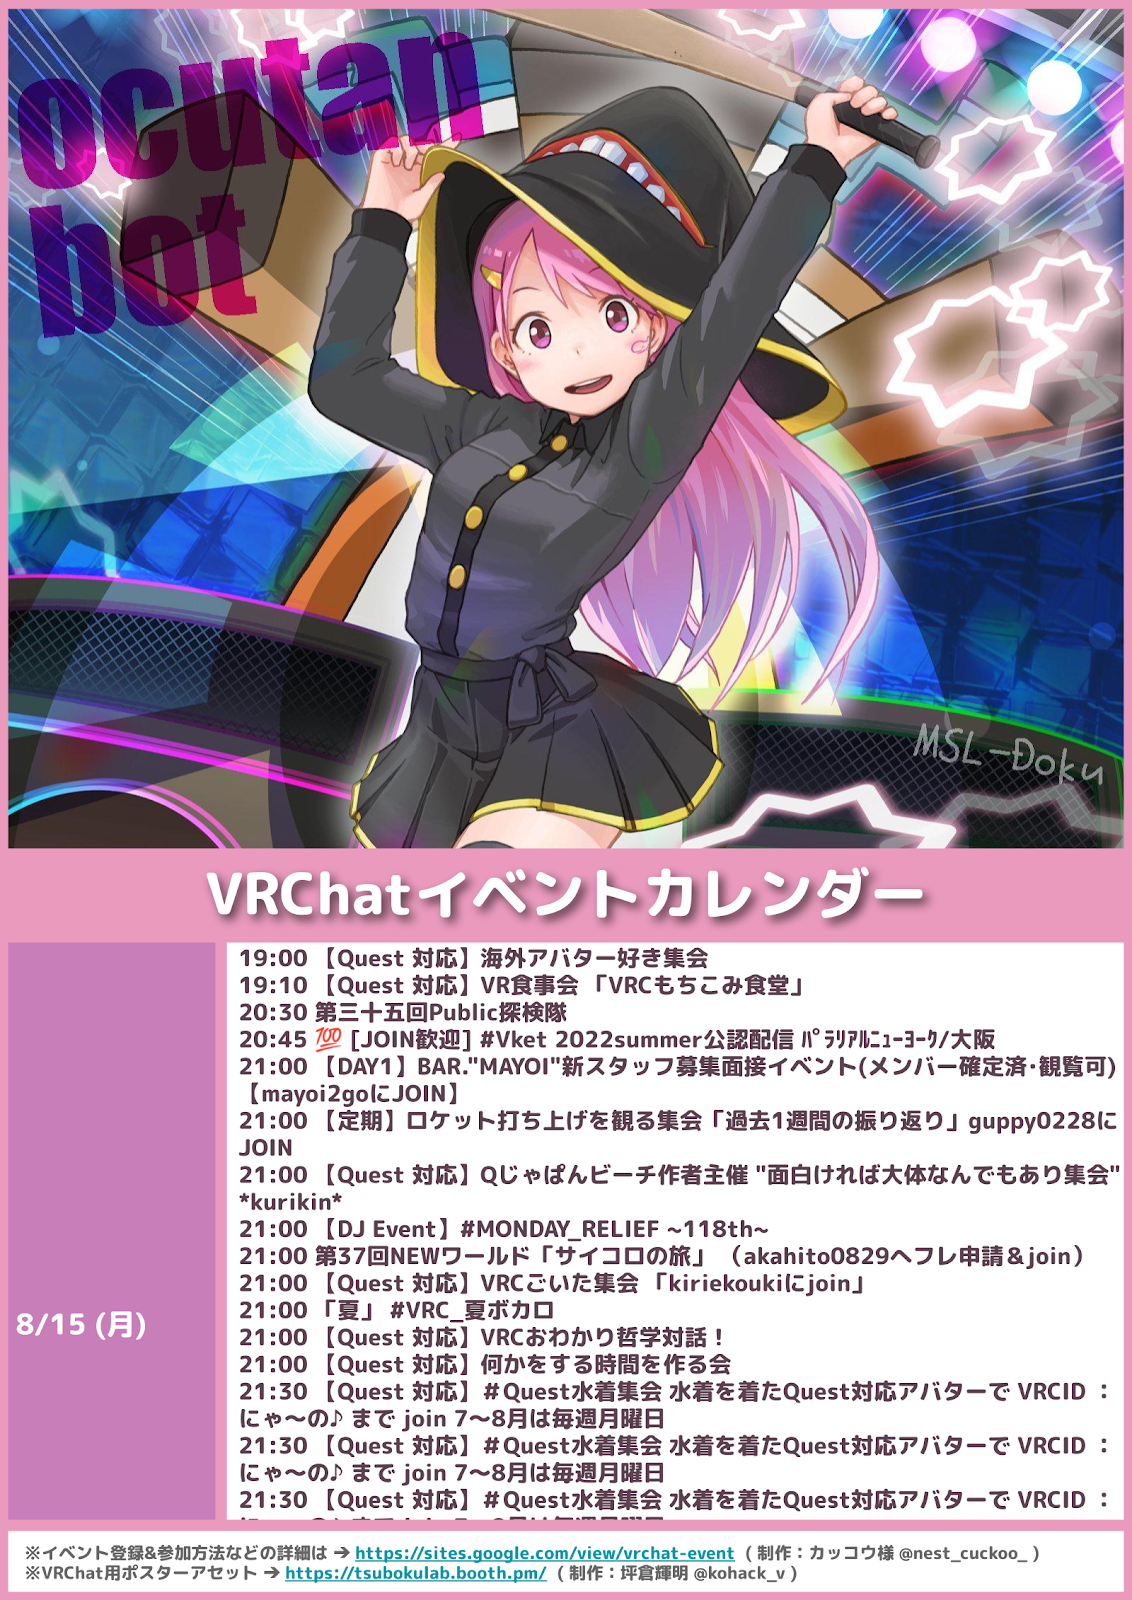 ocutan
bot
MSL-Doku
VRChatイベントカレンダー
8/15 (月)
19:00 【Quest 対応】海外アバター好き集会
19:10 【Quest 対応】VR食事会 「VRCもちこみ食堂」
20:30 第三十五回Public探検隊
20:45 💯 [JOIN歓迎] #Vket 2022summer公認配信 ﾊﾟﾗﾘｱﾙﾆｭｰﾖｰｸ/大阪
21:00 【DAY1】BAR."MAYOI"新スタッフ募集面接イベント(メンバー確定済･観覧可)
【mayoi2goにJOIN】
21:00 【定期】ロケット打ち上げを観る集会「過去1週間の振り返り」guppy0228に
JOIN
21:00 【Quest 対応】Qじゃぱんビーチ作者主催 "面白ければ大体なんでもあり集会"
*kurikin*
21:00 【DJ Event】#MONDAY_RELIEF ~118th~
21:00 第37回NEWワールド「サイコロの旅」 （akahito0829へフレ申請＆join）
21:00 【Quest 対応】VRCごいた集会 「kiriekoukiにjoin」
21:00 「夏」 #VRC_夏ボカロ
21:00 【Quest 対応】VRCおわかり哲学対話！
21:00 【Quest 対応】何かをする時間を作る会
21:30 【Quest 対応】＃Quest水着集会 水着を着たQuest対応アバターで VRCID ：
にゃ～の♪ まで join 7～8月は毎週月曜日
21:30 【Quest 対応】＃Quest水着集会 水着を着たQuest対応アバターで VRCID ：
にゃ～の♪ まで join 7～8月は毎週月曜日
21:30 【Quest 対応】＃Quest水着集会 水着を着たQuest対応アバターで VRCID ：
※イベント登録&参加方法などの詳細は ➔ https://sites.google.com/view/vrchat-event ( 制作：カッコウ様 @nest_cuckoo_ )
※VRChat用ポスターアセット ➔ https://tsubokulab.booth.pm/ ( 制作：坪倉輝明 @kohack_v )